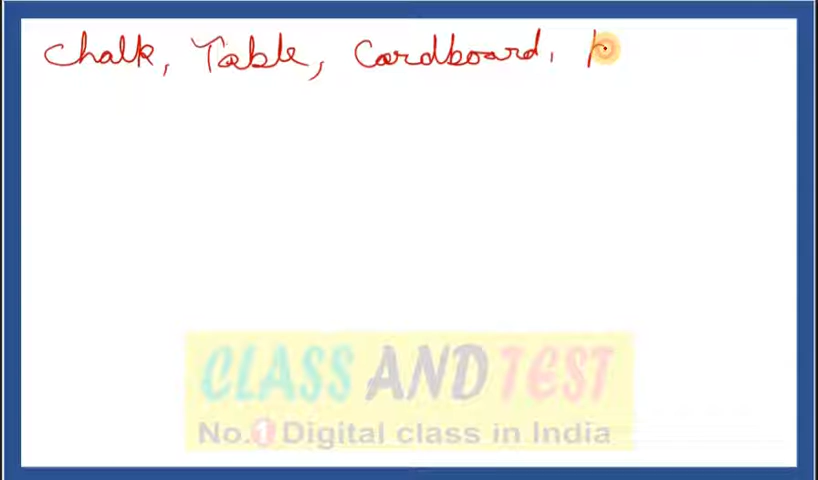 Chalk, Table, Cardboard,
CLASS AND TEST
No.1 Digital class in India